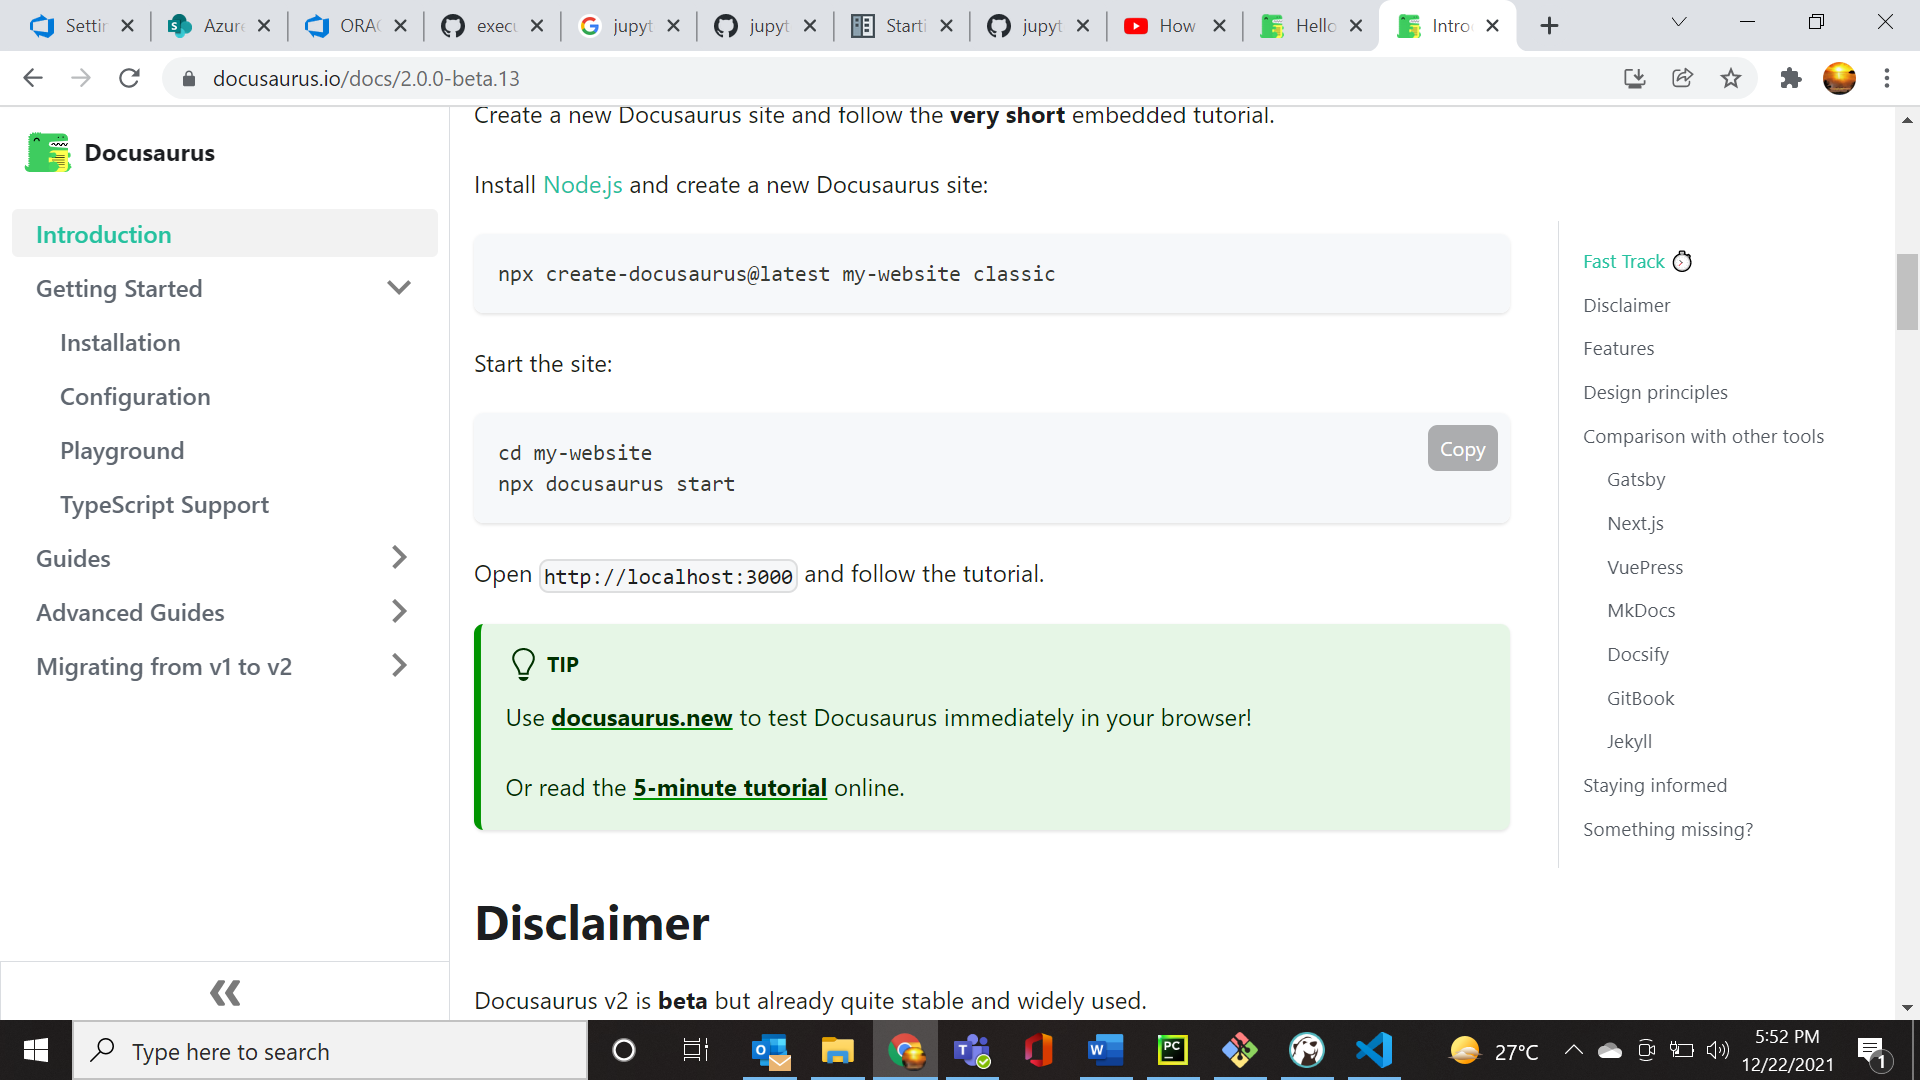 Settin
Azure
ORAC
execu
jupyt
jupyt
Starti
jupyt
How
Hello
Intro
docusaurus.io/docs/2.0.0-beta.13
Docusaurus
Introduction
Getting Started
Installation
Configuration
Playground
TypeScript Support
Guides
Advanced Guides
Migrating from v1 to v2
Create a new Docusaurus site and follow the very short embedded tutorial.
Install Node.js and create a new Docusaurus site:
npx create-docusaurus@latest my-website classic
Start the site:
cd my-website
npx docusaurus start
Copy
Open http://localhost:3000 and follow the tutorial.
TIP
Use docusaurus.new to test Docusaurus immediately in your browser!
Or read the 5-minute tutorial online.
Disclaimer
Docusaurus v2 is beta but already quite stable and widely used.
Fast Track
Disclaimer
Features
Design principles
Comparison with other tools
Gatsby
Next.js
VuePress
MkDocs
Docsify
GitBook
Jekyll
Staying informed
Something missing?
Type here to search
27°C
5:52 PM
12/22/2021
1